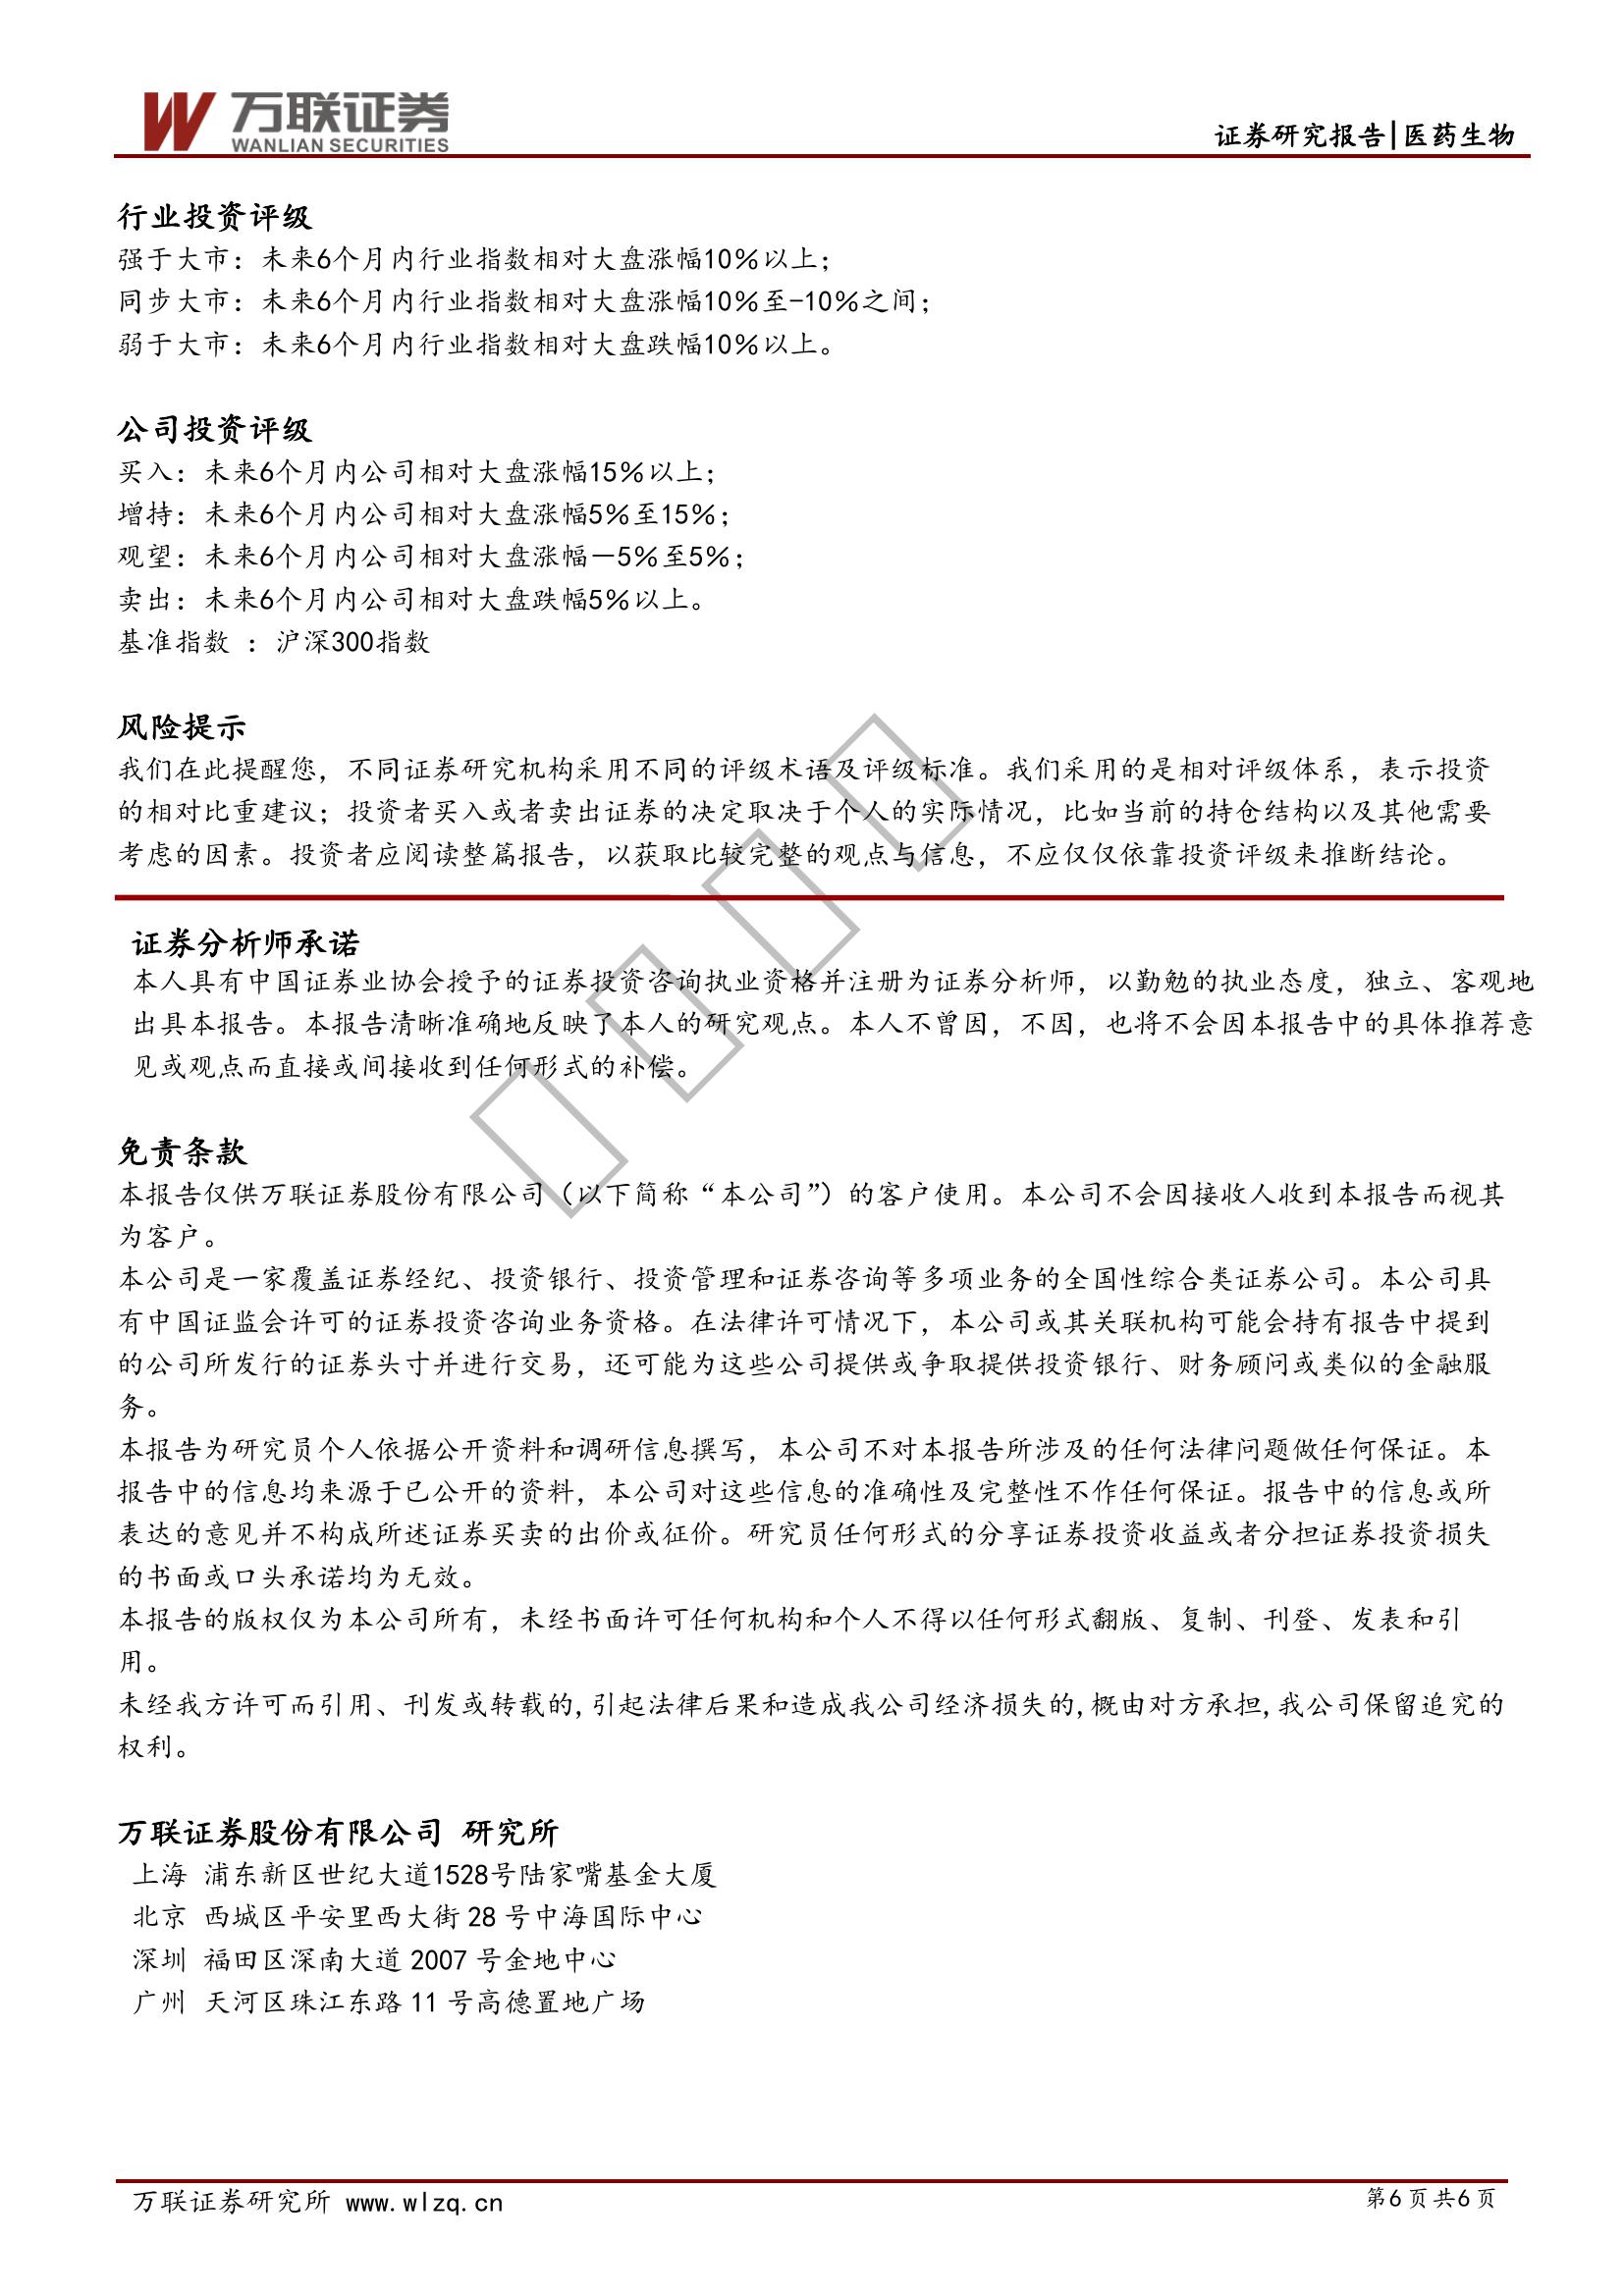 万联证券
WANLIAN SECURITIES
证券研究报告|医药生物
行业投资评级
强于大市：未来6个月内行业指数相对大盘涨幅10％以上；
同步大市：未来6个月内行业指数相对大盘涨幅10％至-10％之间；
弱于大市：未来6个月内行业指数相对大盘跌幅10％以上。
公司投资评级
买入：未来6个月内公司相对大盘涨幅15％以上；
增持：未来6个月内公司相对大盘涨幅5％至15％；
观望：未来6个月内公司相对大盘涨幅－5％至5％；
卖出：未来6个月内公司相对大盘跌幅5％以上。
基准指数 ：沪深300指数
风险提示
我们在此提醒您，不同证券研究机构采用不同的评级术语及评级标准。我们采用的是相对评级体系，表示投资
的相对比重建议；投资者买入或者卖出证券的决定取决于个人的实际情况，比如当前的持仓结构以及其他需要
考虑的因素。投资者应阅读整篇报告，以获取比较完整的观点与信息，不应仅仅依靠投资评级来推断结论。
证券分析师承诺
本人具有中国证券业协会授予的证券投资咨询执业资格并注册为证券分析师，以勤勉的执业态度，独立、客观地
出具本报告。本报告清晰准确地反映了本人的研究观点。本人不曾因，不因，也将不会因本报告中的具体推荐意
见或观点而直接或间接收到任何形式的补偿。
免责条款
本报告仅供万联证券股份有限公司（以下简称“本公司”）的客户使用。本公司不会因接收人收到本报告而视其
为客户。
本公司是一家覆盖证券经纪、投资银行、投资管理和证券咨询等多项业务的全国性综合类证券公司。本公司具
有中国证监会许可的证券投资咨询业务资格。在法律许可情况下，本公司或其关联机构可能会持有报告中提到
的公司所发行的证券头寸并进行交易，还可能为这些公司提供或争取提供投资银行、财务顾问或类似的金融服
务。
本报告为研究员个人依据公开资料和调研信息撰写，本公司不对本报告所涉及的任何法律问题做任何保证。本
报告中的信息均来源于已公开的资料，本公司对这些信息的准确性及完整性不作任何保证。报告中的信息或所
表达的意见并不构成所述证券买卖的出价或征价。研究员任何形式的分享证券投资收益或者分担证券投资损失
的书面或口头承诺均为无效。
本报告的版权仅为本公司所有，未经书面许可任何机构和个人不得以任何形式翻版、复制、刊登、发表和引
用。
未经我方许可而引用、刊发或转载的,引起法律后果和造成我公司经济损失的,概由对方承担,我公司保留追究的
权利。
万联证券股份有限公司 研究所
上海 浦东新区世纪大道1528号陆家嘴基金大厦
北京 西城区平安里西大街 28 号中海国际中心
深圳 福田区深南大道 2007 号金地中心
广州 天河区珠江东路 11 号高德置地广场
万联证券研究所 www.wlzq.cn
第6页共6页